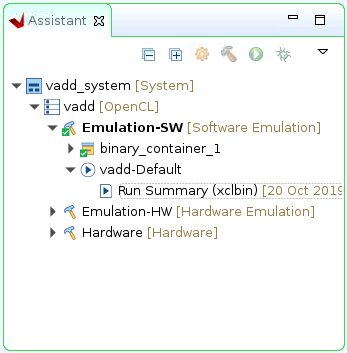 Assistant
vadd_system [System]
vadd [OpenCL]
Emulation-SW [Software Emulation]
binary_container_1
vadd-Default
Run Summary (xclbin) [20 Oct 2019
Emulation-HW [Hardware Emulation]
Hardware [Hardware]